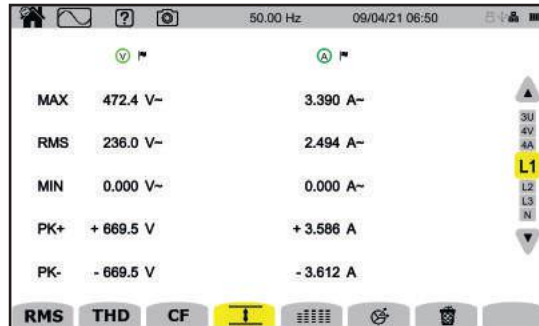 ? 50.00 Hz 09/04/21 06:50
V A
MAX 472.4 V~ 3.390 A~
RMS 236.0 V~ 2.494 A~
MIN 0.000 V~ 0.000 A~
PK+ + 669.5 V + 3.586 A
PK- - 669.5 V - 3.612 A
3U
4V
4A
L1
L2
L3
N
RMS THD CF